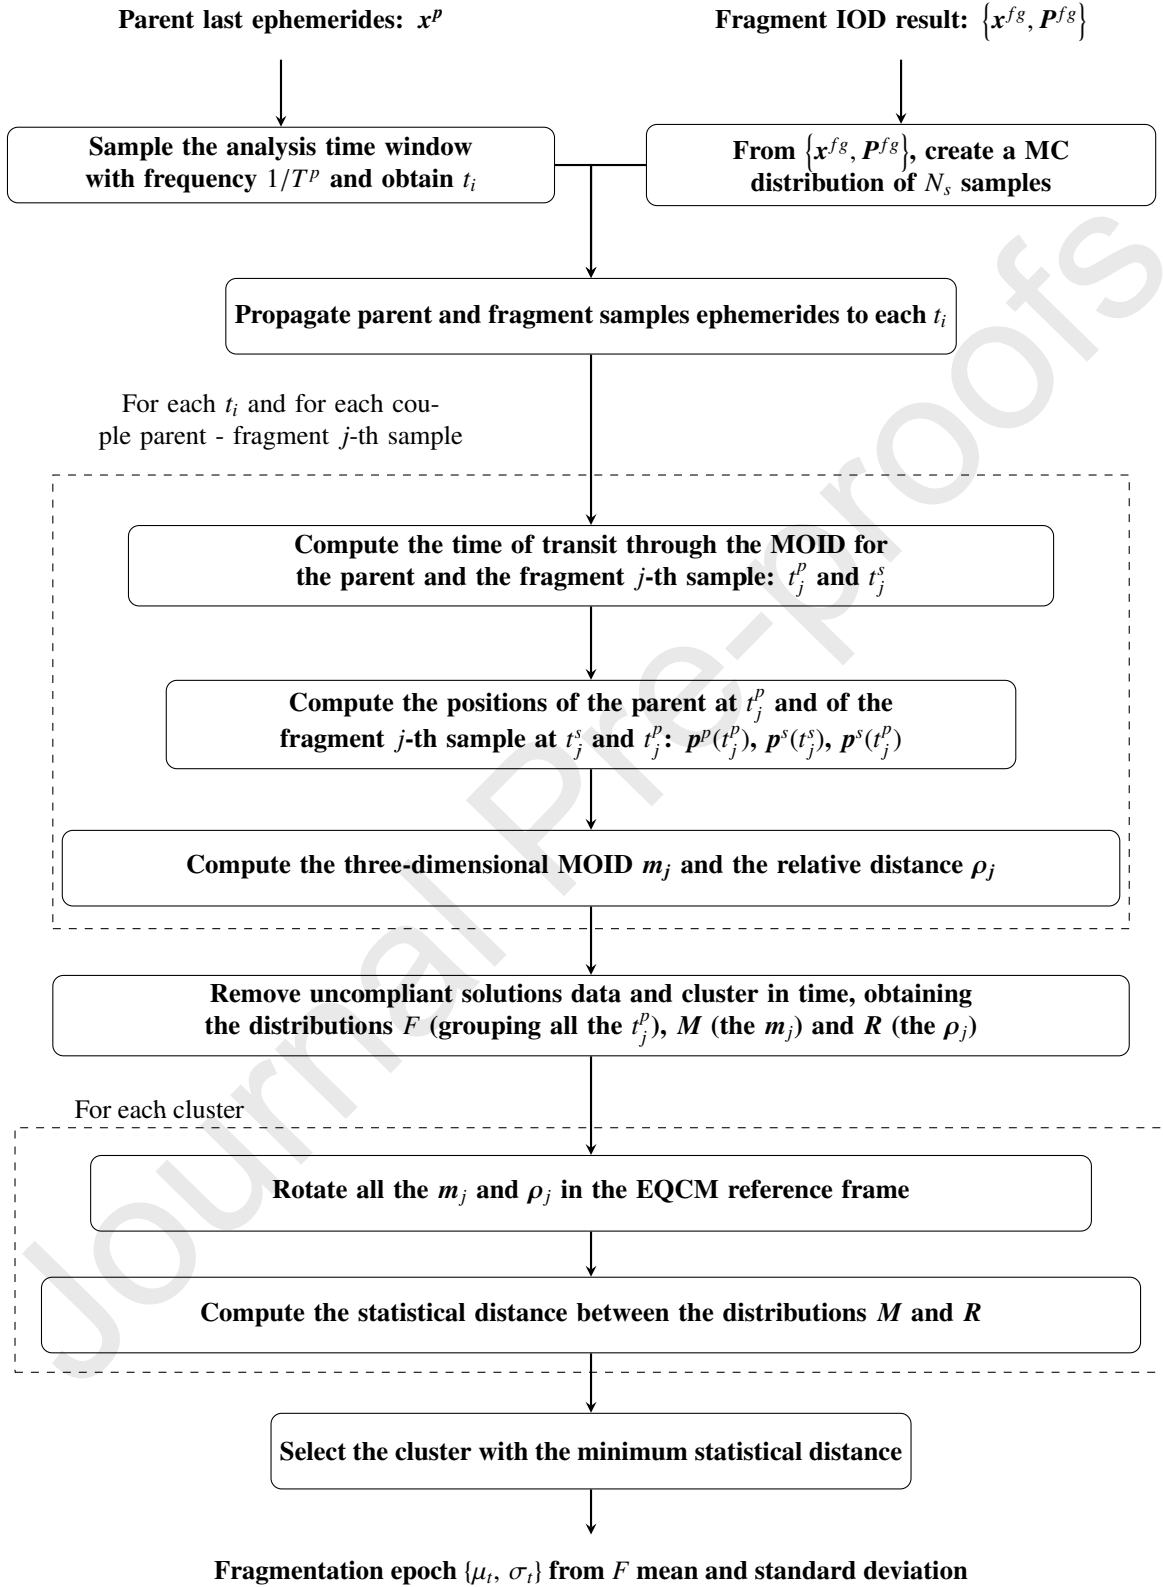 Parent last ephemerides: x^p
Fragment IOD result: {x^{fg}, P^{fg}}
Sample the analysis time window
with frequency 1/T^p and obtain t_i
From {x^{fg}, P^{fg}}, create a MC
distribution of N_s samples
Propagate parent and fragment samples ephemerides to each t_i
For each t_i and for each cou-
ple parent - fragment j-th sample
Compute the time of transit through the MOID for
the parent and the fragment j-th sample: t_j^p and t_j^s
Compute the positions of the parent at t_j^p and of the
fragment j-th sample at t_j^s and t_j^p: p^p(t_j^p), p^s(t_j^s), p^s(t_j^p)
Compute the three-dimensional MOID m_j and the relative distance ρ_j
Remove uncompliant solutions data and cluster in time, obtaining
the distributions F (grouping all the t_j^p), M (the m_j) and R (the ρ_j)
For each cluster
Rotate all the m_j and ρ_j in the EQCM reference frame
Compute the statistical distance between the distributions M and R
Select the cluster with the minimum statistical distance
Fragmentation epoch {μ_t, σ_t} from F mean and standard deviation
Journal Pre-proofs